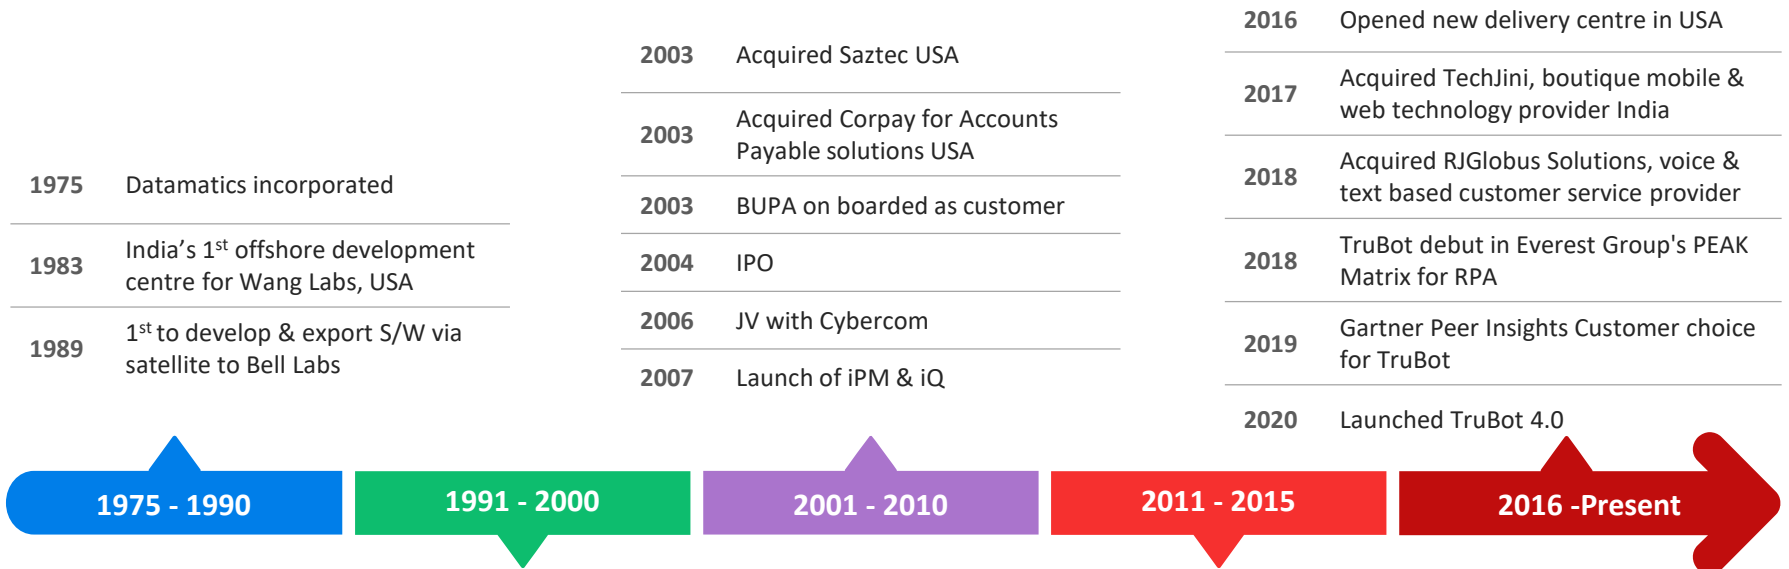 1975 Datamatics incorporated
1983 India’s 1st offshore development
centre for Wang Labs, USA
1989 1st to develop & export S/W via
satellite to Bell Labs
2003 Acquired Saztec USA
2003 Acquired Corpay for Accounts
Payable solutions USA
2003 BUPA on boarded as customer
2004 IPO
2006 JV with Cybercom
2007 Launch of iPM & iQ
2016 Opened new delivery centre in USA
2017 Acquired TechJini, boutique mobile &
web technology provider India
2018 Acquired RJGlobus Solutions, voice &
text based customer service provider
2018 TruBot debut in Everest Group's PEAK
Matrix for RPA
2019 Gartner Peer Insights Customer choice
for TruBot
2020 Launched TruBot 4.0
1975 - 1990
1991 - 2000
2001 - 2010
2011 - 2015
2016 -Present